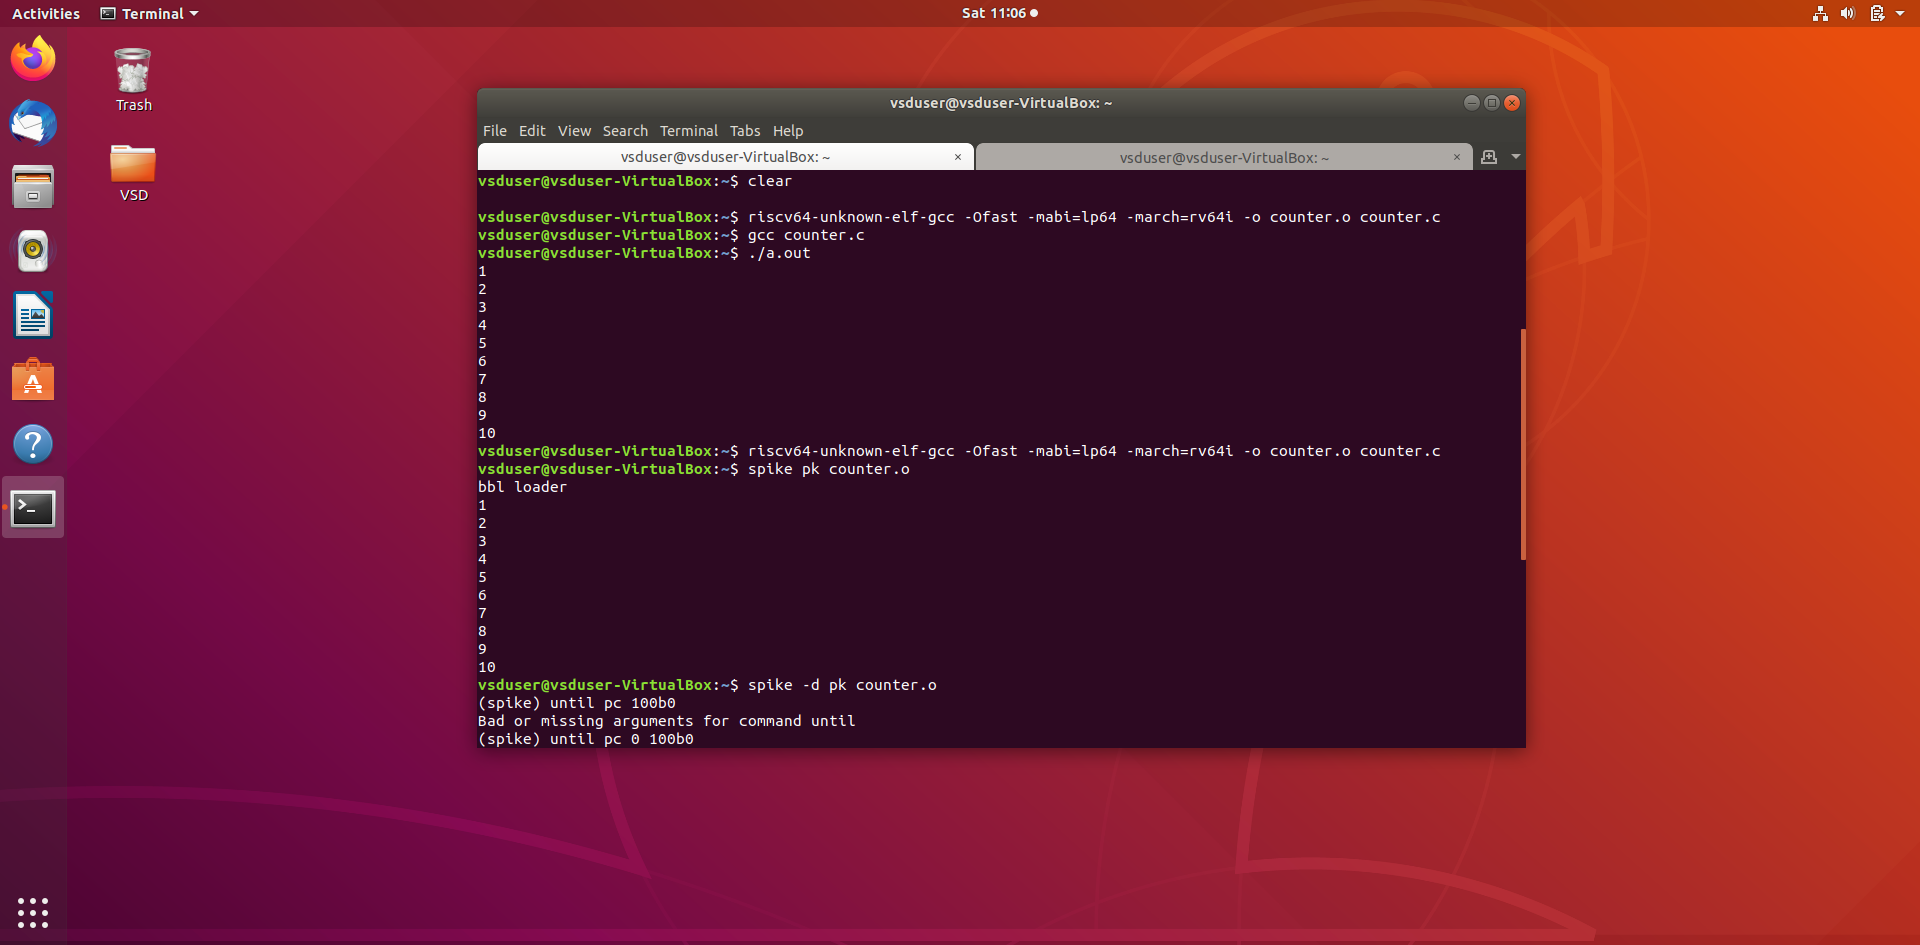 Activities
Terminal
Sat 11:06
Trash
VSD
vsduser@vsduser-VirtualBox: ~
File Edit View Search Terminal Tabs Help
vsduser@vsduser-VirtualBox: ~ × vsduser@vsduser-VirtualBox: ~ ×
vsduser@vsduser-VirtualBox:~$ clear
vsduser@vsduser-VirtualBox:~$ riscv64-unknown-elf-gcc -Ofast -mabi=lp64 -march=rv64i -o counter.o counter.c
vsduser@vsduser-VirtualBox:~$ gcc counter.c
vsduser@vsduser-VirtualBox:~$ ./a.out
1
2
3
4
5
6
7
8
9
10
vsduser@vsduser-VirtualBox:~$ riscv64-unknown-elf-gcc -Ofast -mabi=lp64 -march=rv64i -o counter.o counter.c
vsduser@vsduser-VirtualBox:~$ spike pk counter.o
bbl loader
1
2
3
4
5
6
7
8
9
10
vsduser@vsduser-VirtualBox:~$ spike -d pk counter.o
(spike) until pc 100b0
Bad or missing arguments for command until
(spike) until pc 0 100b0